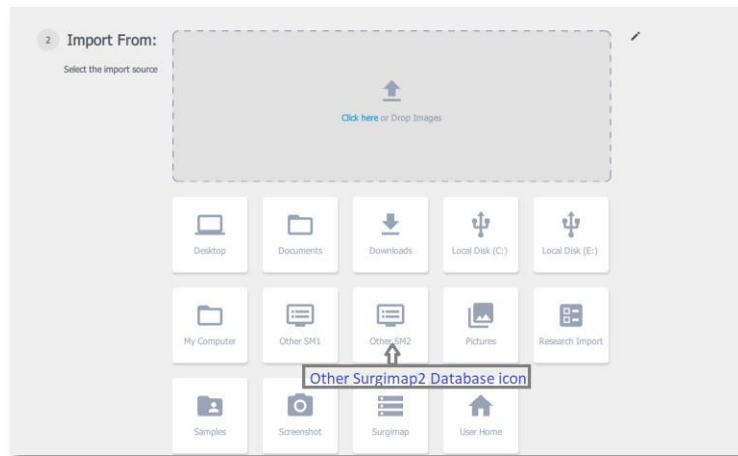 2 Import From:
Select the import source
Click here or Drop Images
Desktop
Documents
Downloads
Local Disk (C:)
Local Disk (E:)
My Computer
Other SM1
Other SM2
Pictures
Research Import
Other Surgimap2 Database icon
Samples
Screenshot
Surgimap
User Home